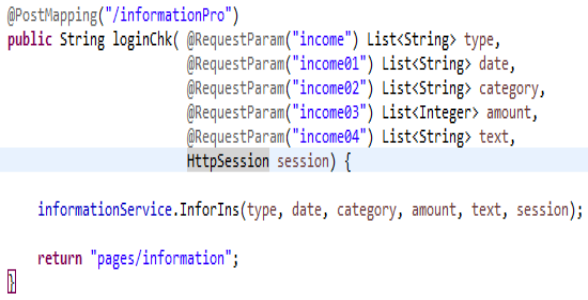 @PostMapping("/informationPro")
public String loginChk( @RequestParam("income") List<String> type,
@RequestParam("income01") List<String> date,
@RequestParam("income02") List<String> category,
@RequestParam("income03") List<Integer> amount,
@RequestParam("income04") List<String> text,
HttpSession session) {
informationService.InforIns(type, date, category, amount, text, session);
return "pages/information";
}